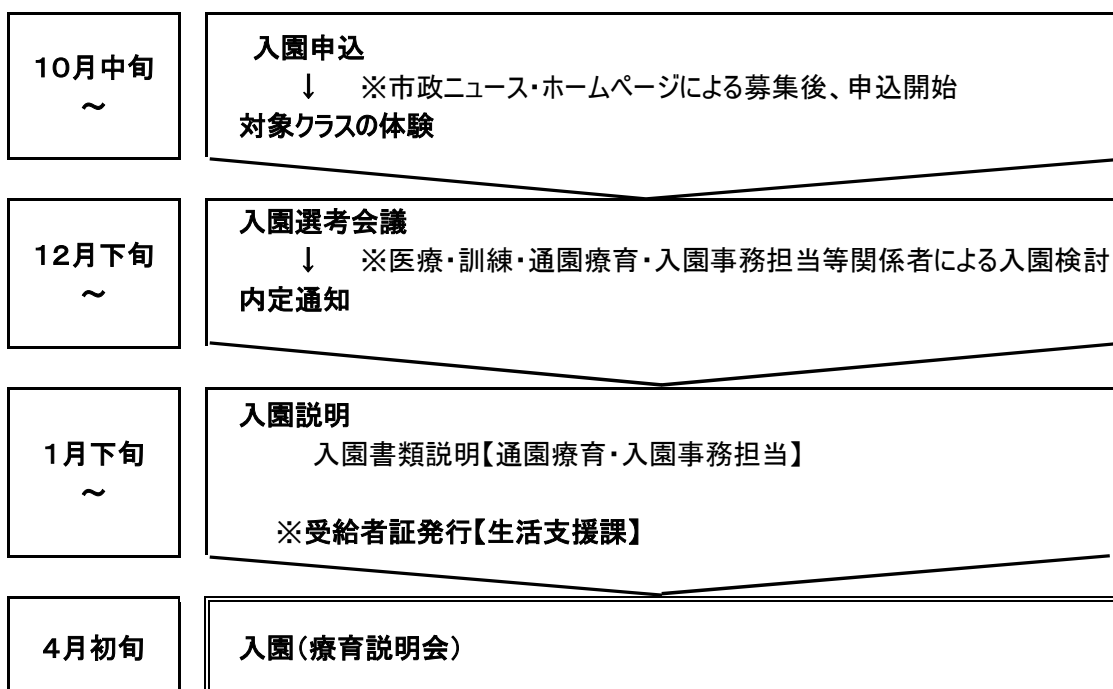 10月中旬
～
入園申込
↓ ※市政ニュース・ホームページによる募集後、申込開始
対象クラスの体験
12月下旬
～
入園選考会議
↓ ※医療・訓練・通園療育・入園事務担当等関係者による入園検討
内定通知
1月下旬
～
入園説明
入園書類説明【通園療育・入園事務担当】
※受給者証発行【生活支援課】
4月初旬
入園（療育説明会）